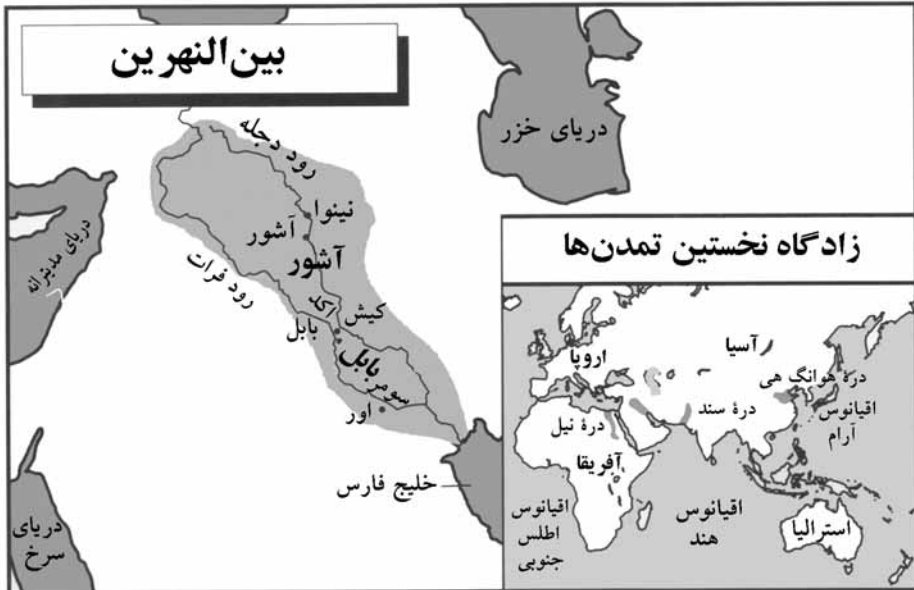 بین‌النهرین
دریای خزر
رود دجله
نینوا
آشور
آشور
دریای مدیترانه
رود فرات
اکد
کیش
بابل
بابل
سومر
اور
خلیج فارس
دریای
سرخ
زادگاه نخستین تمدن‌ها
اروپا
آسیا
درهٔ هوانگ هی
درهٔ سند
اقیانوس
آرام
درهٔ نیل
آفریقا
اقیانوس
اطلس
جنوبی
اقیانوس
هند
استرالیا